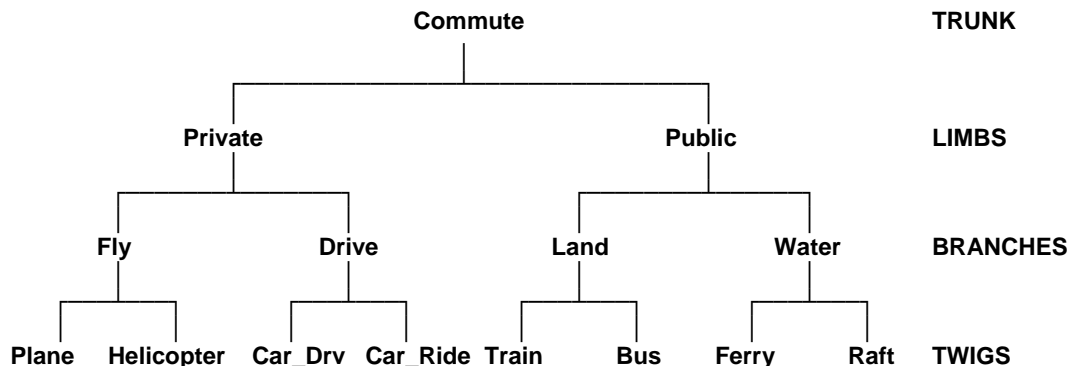 Commute TRUNK
Private Public LIMBS
Fly Drive Land Water BRANCHES
Plane Helicopter Car_Drv Car_Ride Train Bus Ferry Raft TWIGS